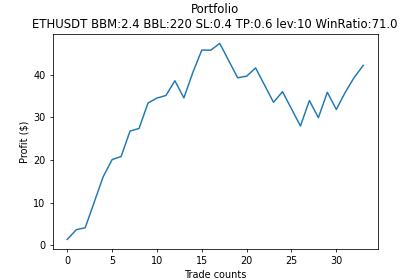 Portfolio
ETHUSDT BBM:2.4 BBL:220 SL:0.4 TP:0.6 lev:10 WinRatio:71.0
Profit ($)
40
30
20
10
0
0 5 10 15 20 25 30
Trade counts